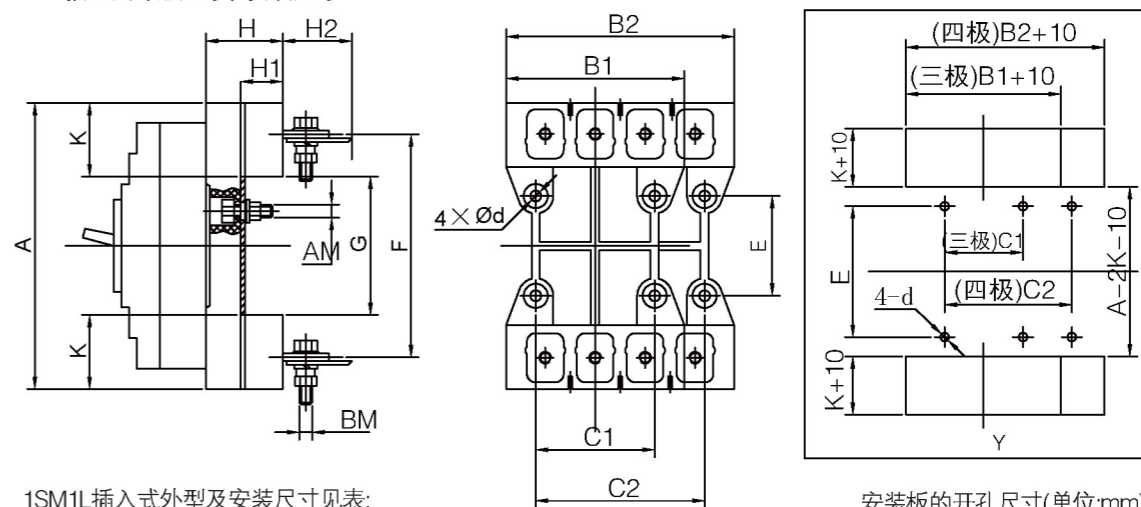 H
H2
H1
K
A
AM
G
F
K
BM
B2
B1
4×Ød
E
C1
C2
(四极)B2+10
(三极)B1+10
K+10
(三极)C1
E
(四极)C2
A-2K-10
4-d
K+10
Y
1SM1L插入式外型及安装尺寸见表:
安装板的开孔尺寸(单位:mm)